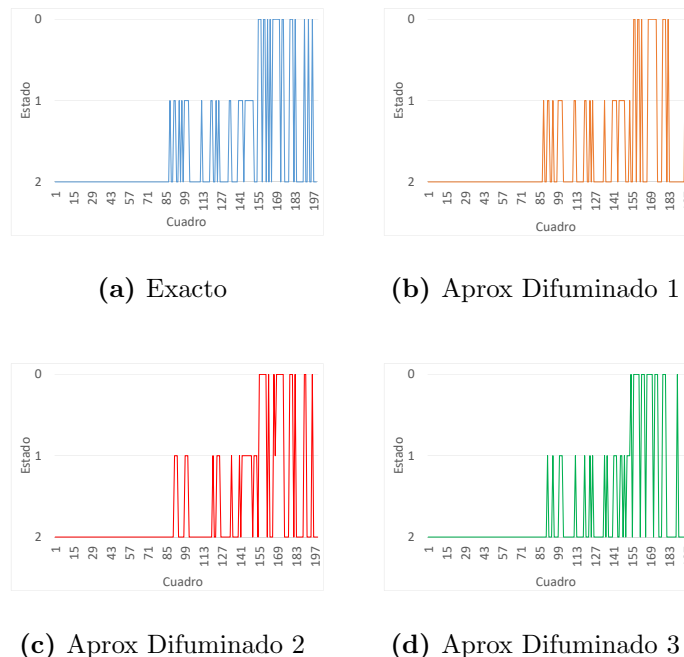 0
1
2
Estado
1 15 29 43 57 71 85 99 113 127 141 155 169 183 197
Cuadro
(a) Exacto
0
1
2
Estado
1 15 29 43 57 71 85 99 113 127 141 155 169 183
Cuadro
(b) Aprox Difuminado 1
0
1
2
Estado
1 15 29 43 57 71 85 99 113 127 141 155 169 183 197
Cuadro
(c) Aprox Difuminado 2
0
1
2
Estado
1 15 29 43 57 71 85 99 113 127 141 155 169 183
Cuadro
(d) Aprox Difuminado 3